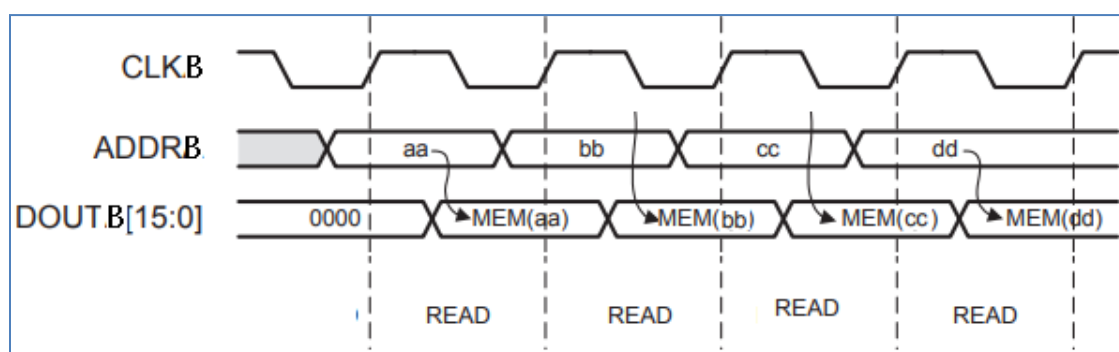 CLKB
ADDRB aa bb cc dd
DOUTB[15:0] 0000 MEM(aa) MEM(bb) MEM(cc) MEM(dd)
READ READ READ READ